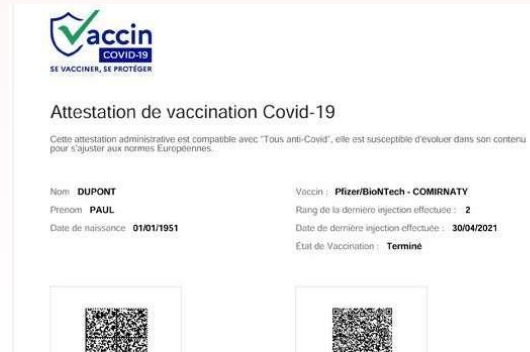 Vaccin
COVID-19
SE VACCINER, SE PROTÉGER
Attestation de vaccination Covid-19
Cette attestation administrative est compatible avec "Tous anti-Covid", elle est susceptible d'evoluer dans son contenu
pour s'ajuster aux normes Européennes.
Nom DUPONT
Prenom PAUL
Date de naissance 01/01/1951
Vaccin : Pfizer/BioNTech - COMIRNATY
Rang de la dernière injection effectuée : 2
Date de dernière injection effectuée : 30/04/2021
État de Vaccination : Terminé